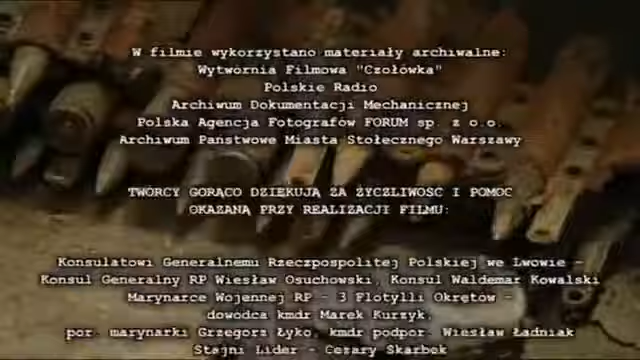 W filmie wykorzystano materiały archiwalne:
Wytwórnia Filmowa "Czołówka"
Polskie Radio
Archiwum Dokumentacji Mechanicznej
Polska Agencja Fotografów FORUM sp. z o.o.
Archiwum Państwowe Miasta Stołecznego Warszawy
TWÓRCY GORĄCO DZIĘKUJĄ ZA ŻYCZLIWOŚĆ I POMOC
OKAZANĄ PRZY REALIZACJI FILMU:
Konsulatowi Generalnemu Rzeczpospolitej Polskiej we Lwowie -
Konsul Generalny RP Wiesław Osuchowski, Konsul Waldemar Kowalski
Marynarce Wojennej RP - 3 Flotylli Okrętów -
dowódca kmdr Marek Kurzyk,
por. marynarki Grzegorz Łyko, kmdr podpor. Wiesław Ładniak
Stajni Lider - Cezary Skarbek